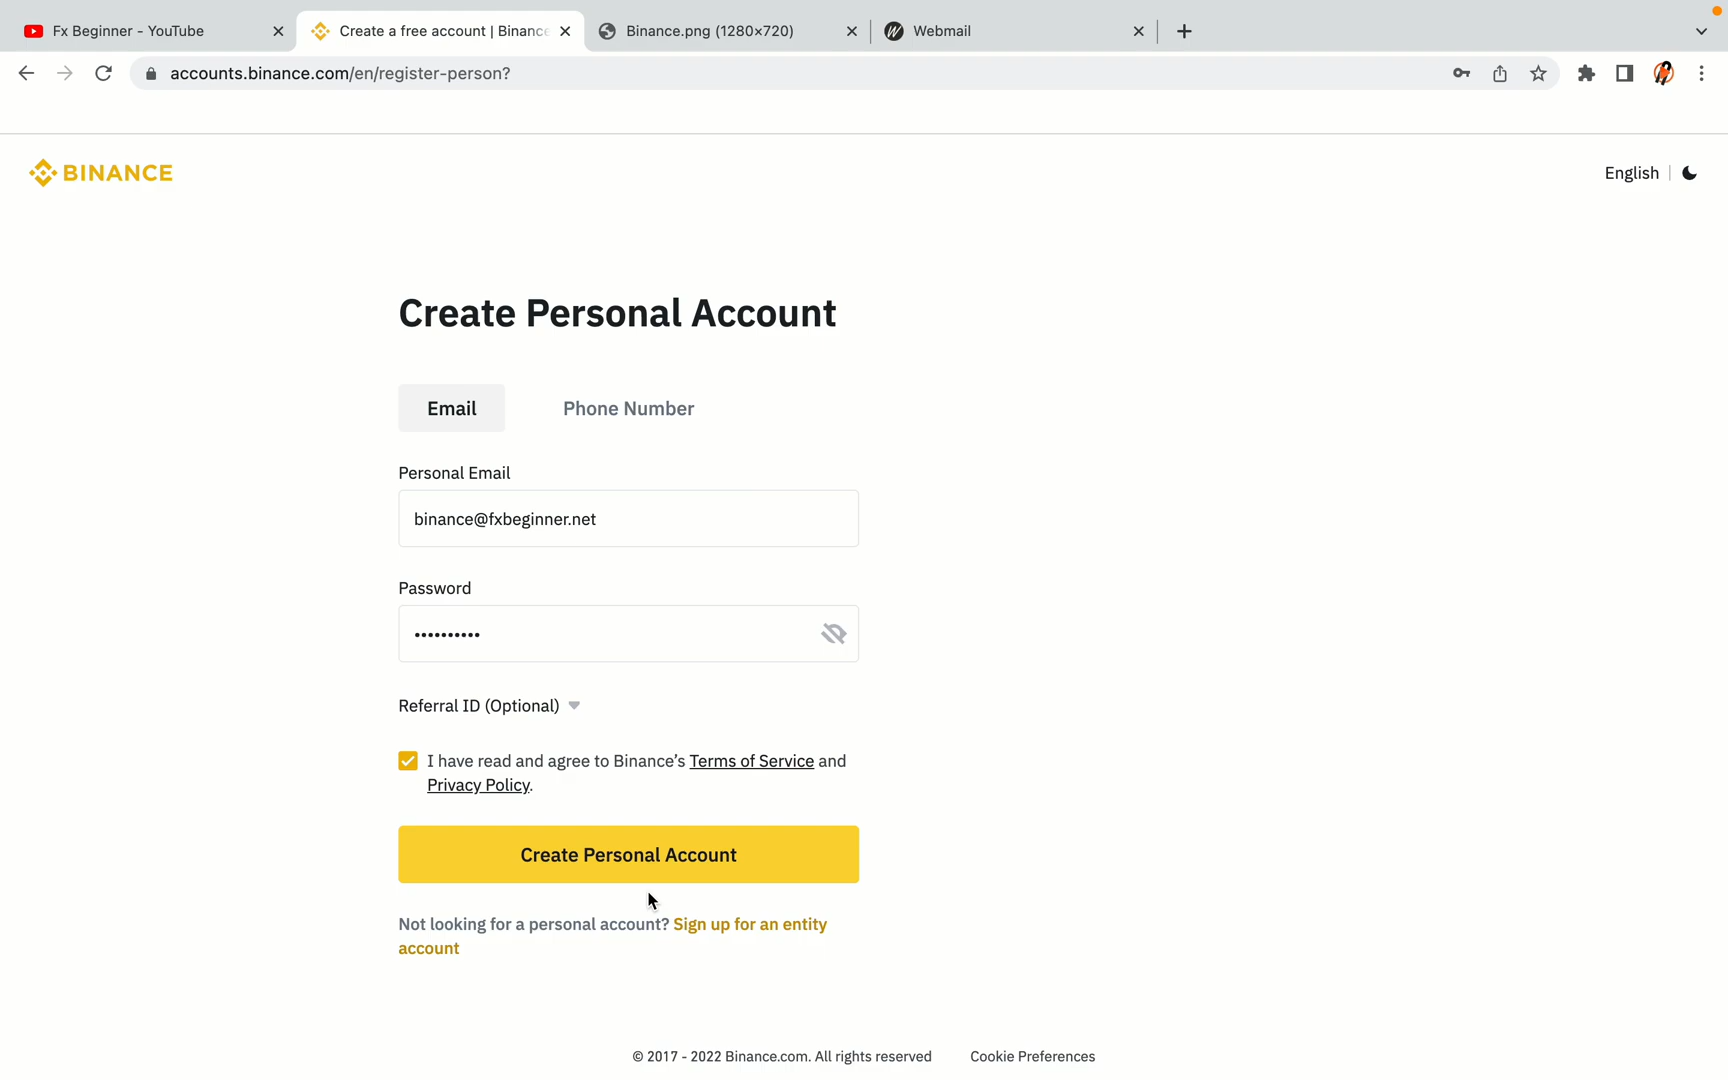 Fx Beginner - YouTube
Create a free account | Binance
Binance.png (1280×720)
Webmail
accounts.binance.com/en/register-person?
BINANCE
English
Create Personal Account
Email
Phone Number
Personal Email
binance@fxbeginner.net
Password
••••••••••
Referral ID (Optional)
I have read and agree to Binance’s Terms of Service and
Privacy Policy.
Create Personal Account
Not looking for a personal account? Sign up for an entity
account
© 2017 - 2022 Binance.com. All rights reserved
Cookie Preferences